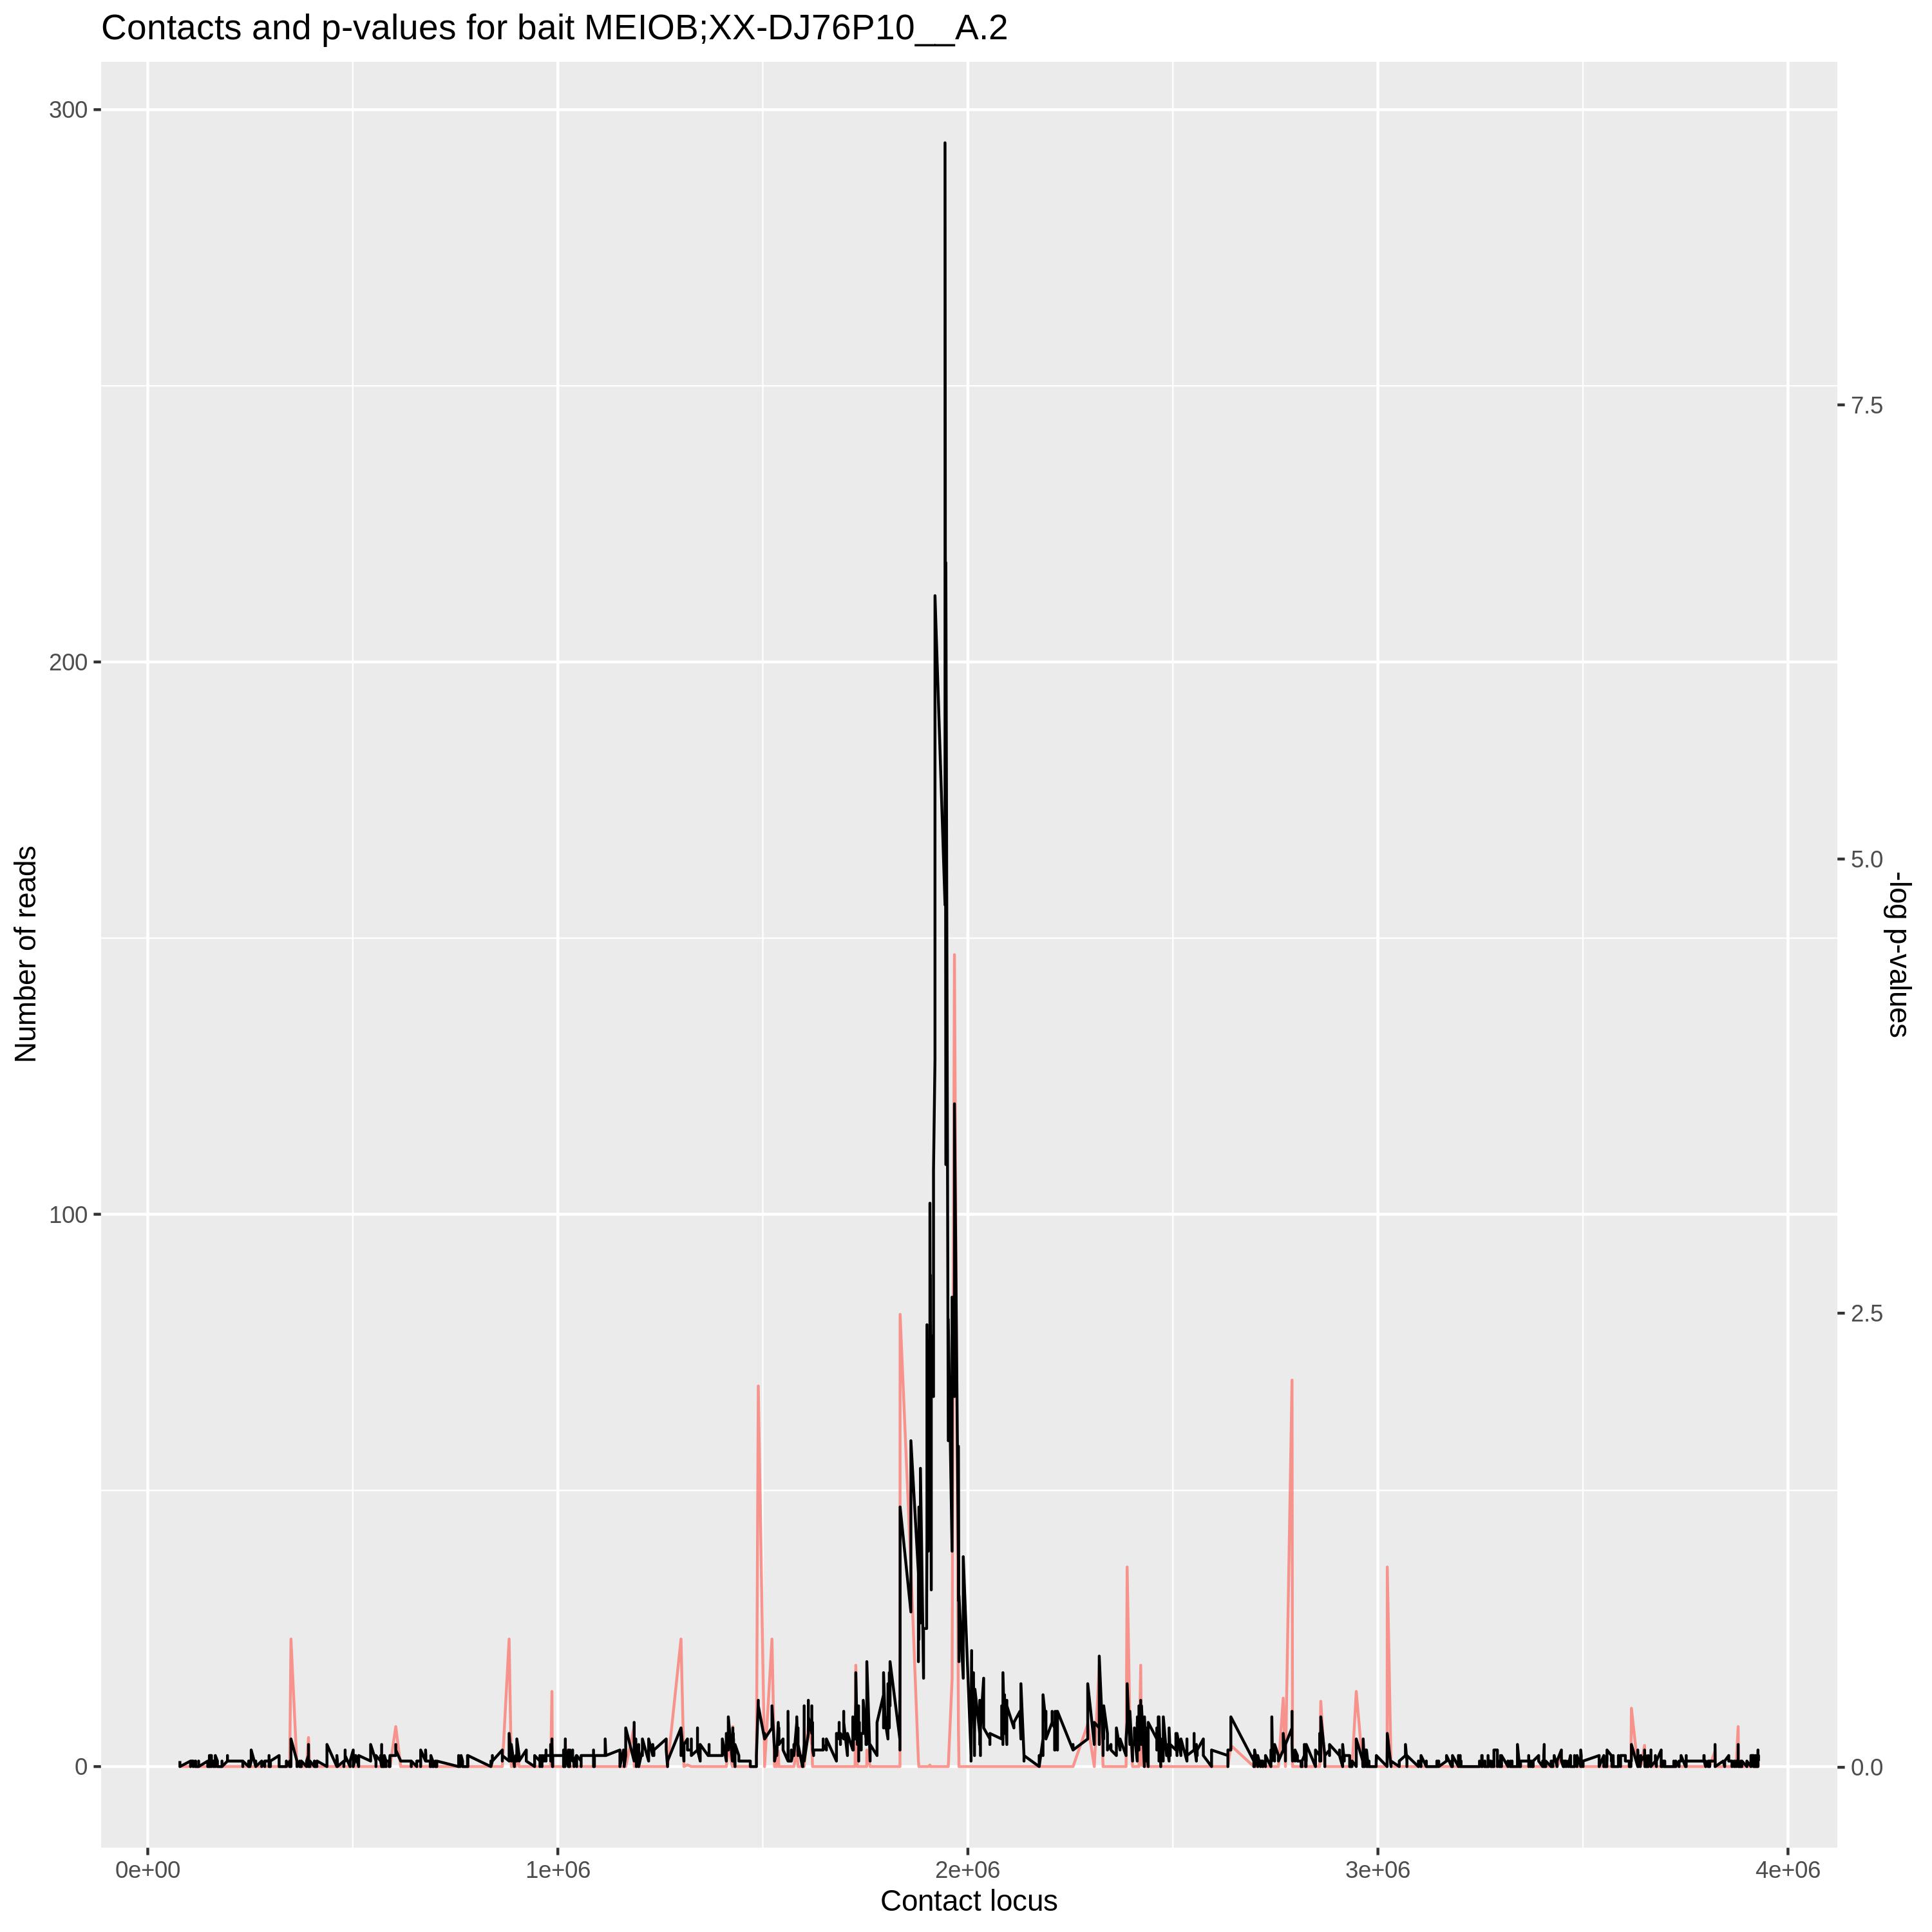 Contacts and p-values for bait MEIOB;XX-DJ76P10__A.2
300
200
100
0
Number of reads
7.5
5.0
2.5
0.0
-log p-values
0e+00
1e+06
2e+06
3e+06
4e+06
Contact locus